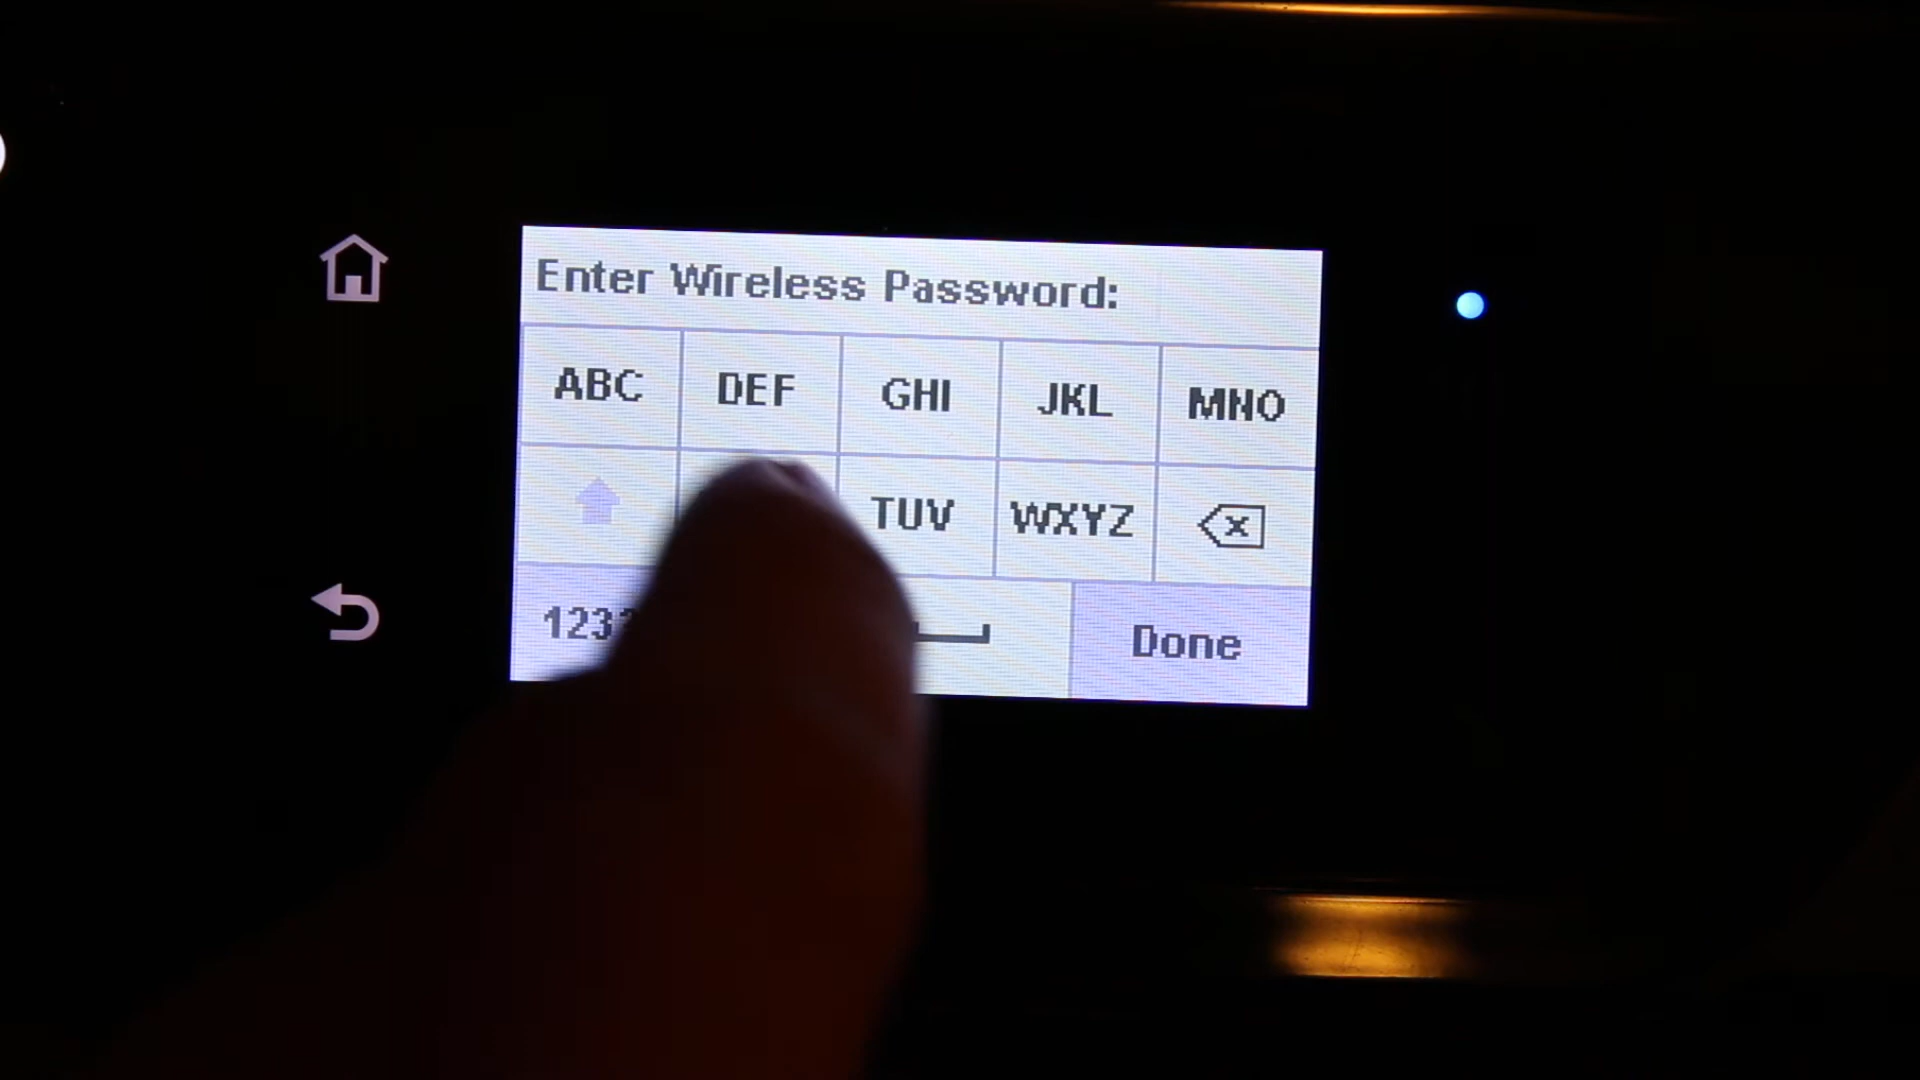 Enter Wireless Password:
ABC DEF GHI JKL MNO
TUV WXYZ
123 Done